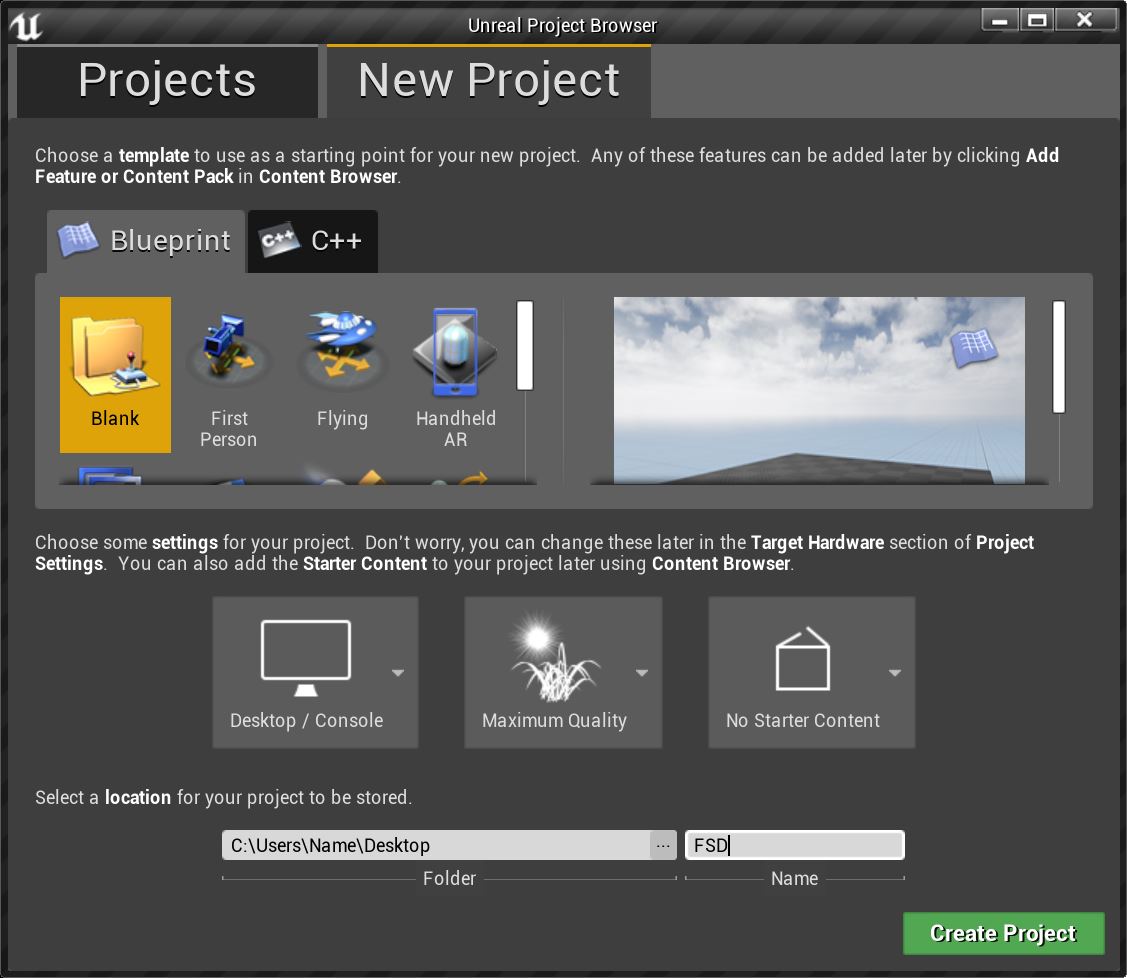 Unreal Project Browser
Projects
New Project
Choose a template to use as a starting point for your new project.  Any of these features can be added later by clicking Add
Feature or Content Pack in Content Browser.
Blueprint
C++
C++
Blank
First
Person
Flying
Handheld
AR
Choose some settings for your project.  Don't worry, you can change these later in the Target Hardware section of Project
Settings.  You can also add the Starter Content to your project later using Content Browser.
Desktop / Console
Maximum Quality
No Starter Content
Select a location for your project to be stored.
C:\Users\Name\Desktop
...
FSD
Folder
Name
Create Project